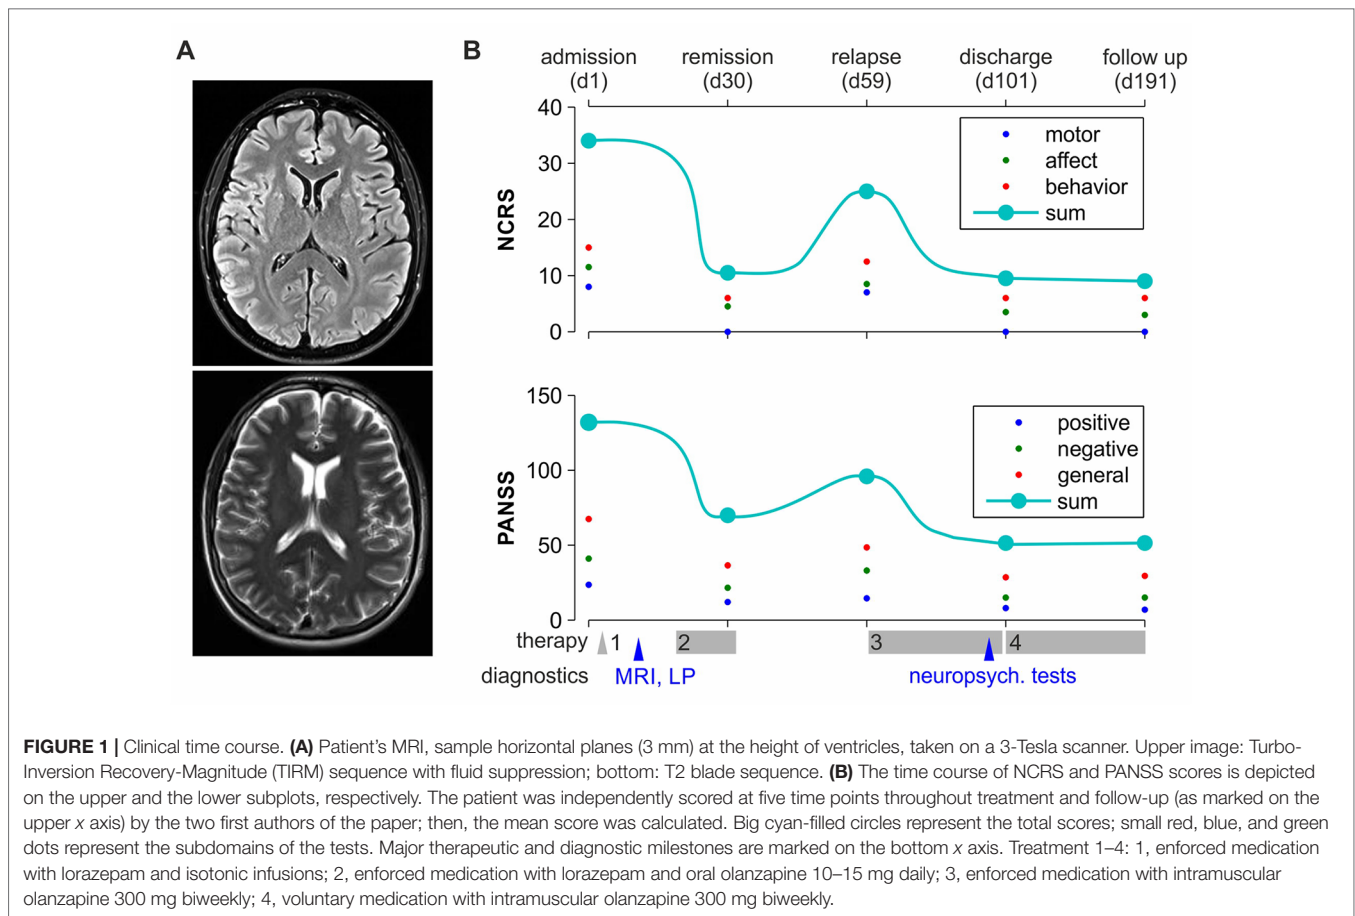 A
B
admission
(d1)
remission
(d30)
relapse
(d59)
discharge
(d101)
follow up
(d191)
40
30
20
10
0
NCRS
motor
affect
behavior
sum
150
100
50
0
PANSS
positive
negative
general
sum
therapy 1 2 3 4
diagnostics MRI, LP neuropsych. tests
FIGURE 1 | Clinical time course. (A) Patient's MRI, sample horizontal planes (3 mm) at the height of ventricles, taken on a 3-Tesla scanner. Upper image: Turbo-
Inversion Recovery-Magnitude (TIRM) sequence with fluid suppression; bottom: T2 blade sequence. (B) The time course of NCRS and PANSS scores is depicted
on the upper and the lower subplots, respectively. The patient was independently scored at five time points throughout treatment and follow-up (as marked on the
upper x axis) by the two first authors of the paper; then, the mean score was calculated. Big cyan-filled circles represent the total scores; small red, blue, and green
dots represent the subdomains of the tests. Major therapeutic and diagnostic milestones are marked on the bottom x axis. Treatment 1–4: 1, enforced medication
with lorazepam and isotonic infusions; 2, enforced medication with lorazepam and oral olanzapine 10–15 mg daily; 3, enforced medication with intramuscular
olanzapine 300 mg biweekly; 4, voluntary medication with intramuscular olanzapine 300 mg biweekly.